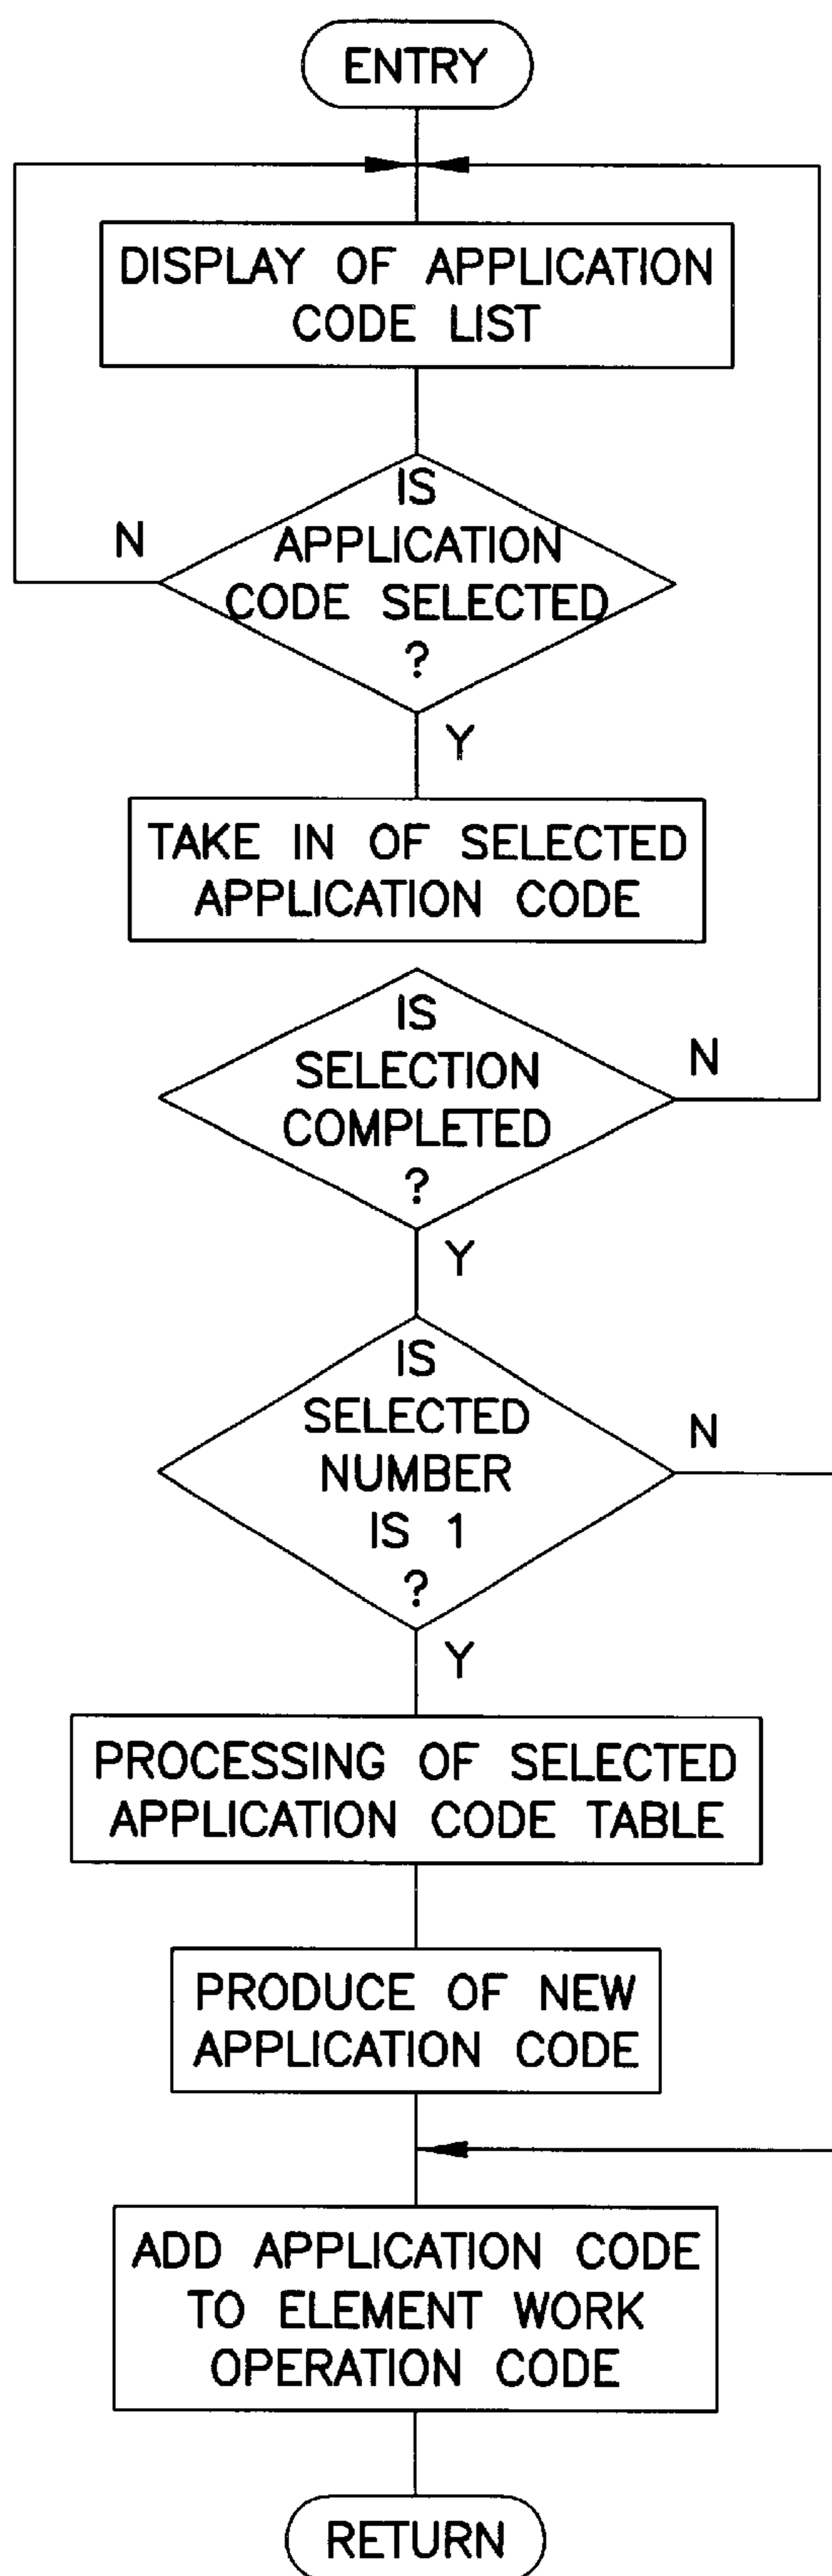 ENTRY
DISPLAY OF APPLICATION
CODE LIST
IS
APPLICATION
CODE SELECTED
?
N
Y
TAKE IN OF SELECTED
APPLICATION CODE
IS
SELECTION
COMPLETED
?
N
Y
IS
SELECTED
NUMBER
IS 1
?
N
Y
PROCESSING OF SELECTED
APPLICATION CODE TABLE
PRODUCE OF NEW
APPLICATION CODE
ADD APPLICATION CODE
TO ELEMENT WORK
OPERATION CODE
RETURN